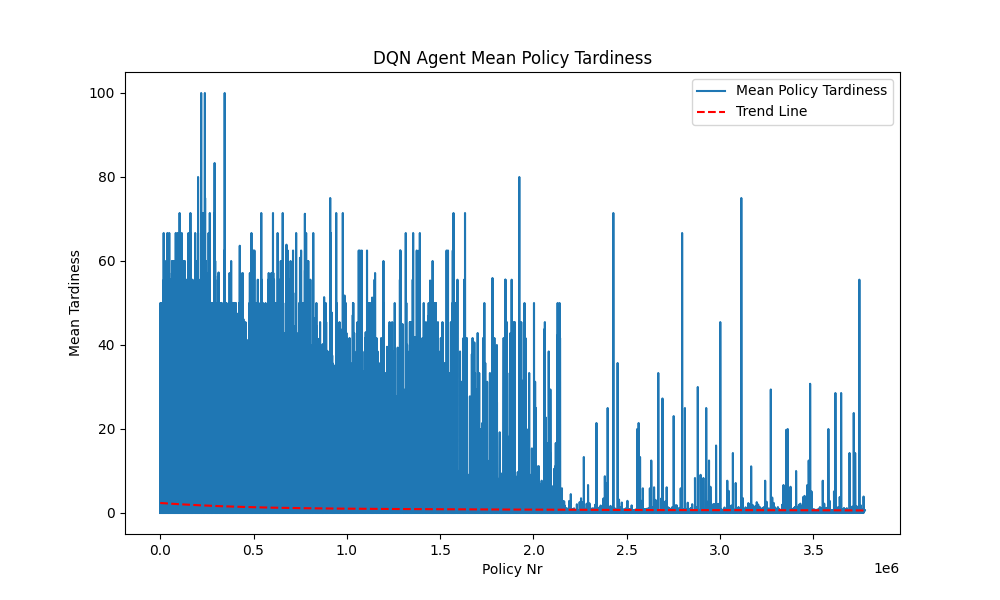 DQN Agent Mean Policy Tardiness
Mean Policy Tardiness
Trend Line
Mean Tardiness
100
80
60
40
20
0
0.0 0.5 1.0 1.5 2.0 2.5 3.0 3.5
1e6
Policy Nr